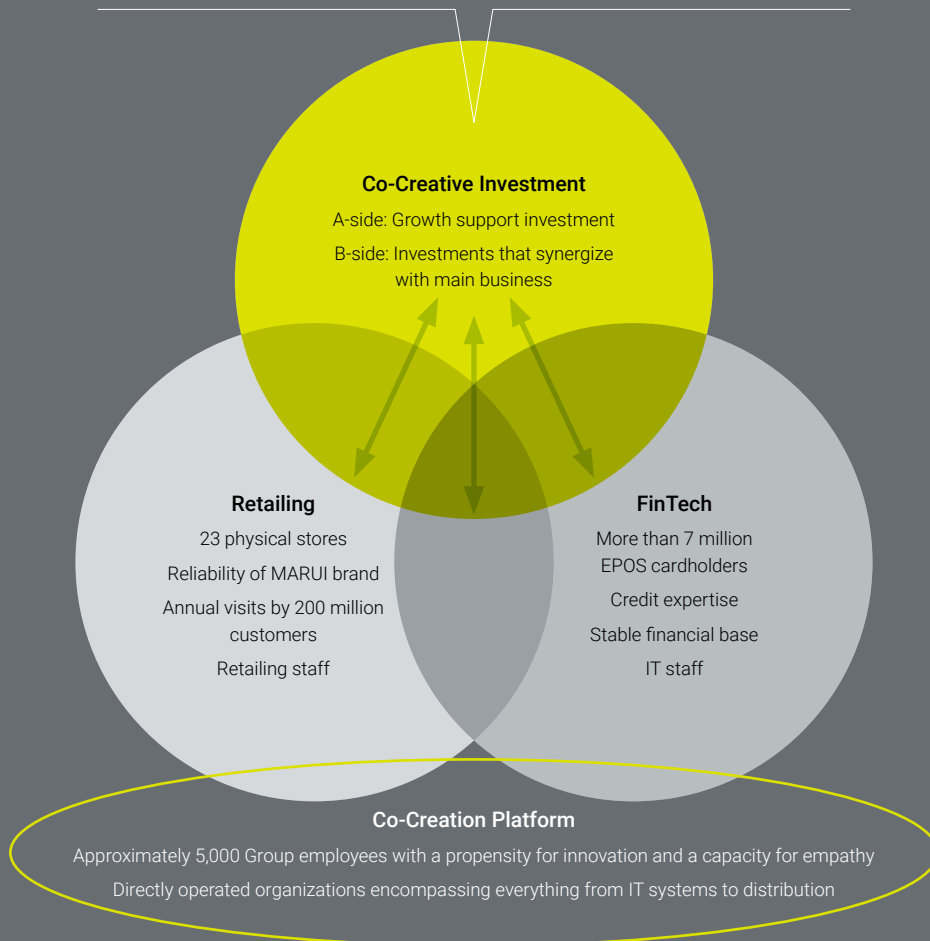 Co-Creative Investment
A-side: Growth support investment
B-side: Investments that synergize
with main business
Retailing
23 physical stores
Reliability of MARUI brand
Annual visits by 200 million
customers
Retailing staff
FinTech
More than 7 million
EPOS cardholders
Credit expertise
Stable financial base
IT staff
Co-Creation Platform
Approximately 5,000 Group employees with a propensity for innovation and a capacity for empathy
Directly operated organizations encompassing everything from IT systems to distribution